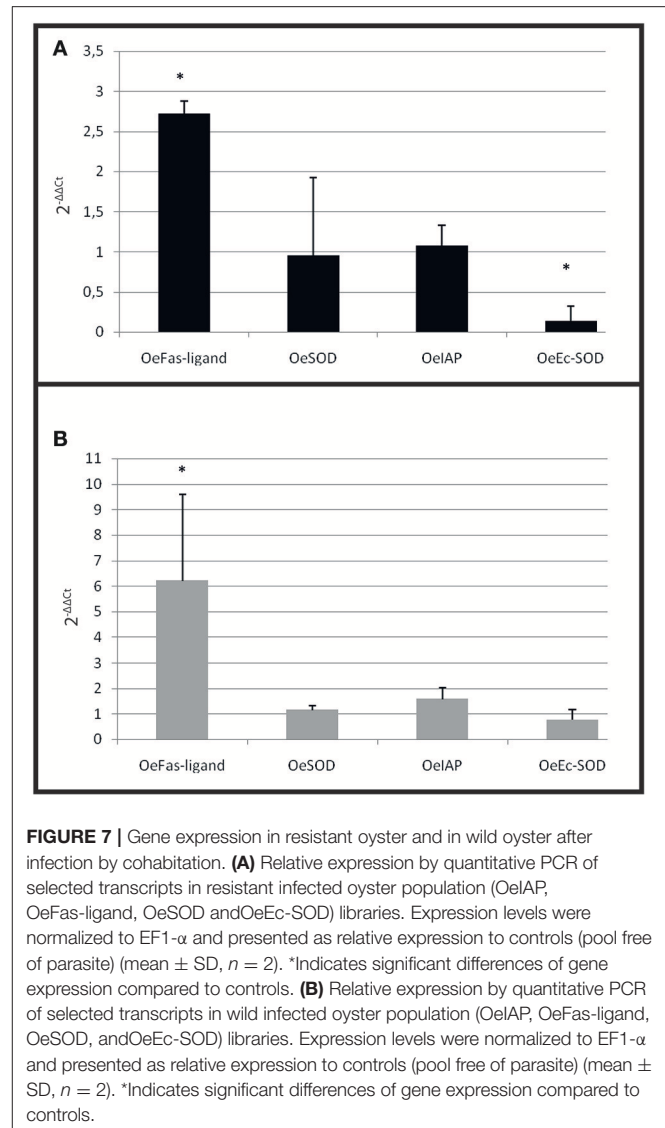 A
3,5
3
2,5
2
1,5
1
0,5
0
2-ΔΔCt
*
*
OeFas-ligand OeSOD OeIAP OeEc-SOD
B
11
10
9
8
7
6
5
4
3
2
1
0
2-ΔΔCt
*
OeFas-ligand OeSOD OeIAP OeEc-SOD
FIGURE 7 | Gene expression in resistant oyster and in wild oyster after
infection by cohabitation. (A) Relative expression by quantitative PCR of
selected transcripts in resistant infected oyster population (OeIAP,
OeFas-ligand, OeSOD andOeEc-SOD) libraries. Expression levels were
normalized to EF1-α and presented as relative expression to controls (pool free
of parasite) (mean ± SD, n = 2). *Indicates significant differences of gene
expression compared to controls. (B) Relative expression by quantitative PCR
of selected transcripts in wild infected oyster population (OeIAP, OeFas-ligand,
OeSOD, andOeEc-SOD) libraries. Expression levels were normalized to EF1-α
and presented as relative expression to controls (pool free of parasite) (mean ±
SD, n = 2). *Indicates significant differences of gene expression compared to
controls.